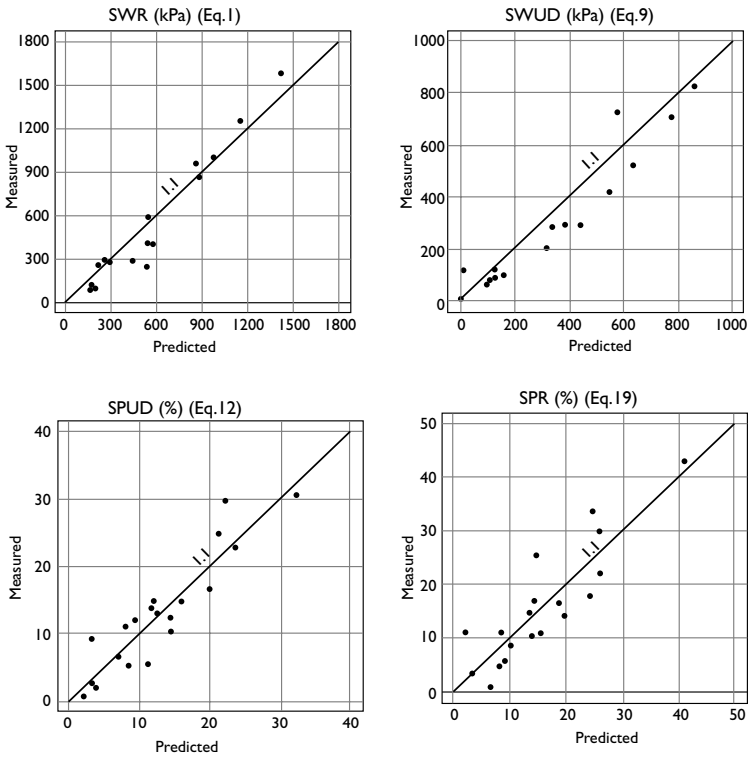 SWR (kPa) (Eq.1)
1800
1500
1200
900
600
300
0
Measured
1:1
0 300 600 900 1200 1500 1800
Predicted
SWUD (kPa) (Eq.9)
1000
800
600
400
200
0
Measured
1:1
0 200 400 600 800 1000
Predicted
SPUD (%) (Eq.12)
40
30
20
10
0
Measured
1:1
0 10 20 30 40
Predicted
SPR (%) (Eq.19)
50
40
30
20
10
0
Measured
1:1
0 10 20 30 40 50
Predicted